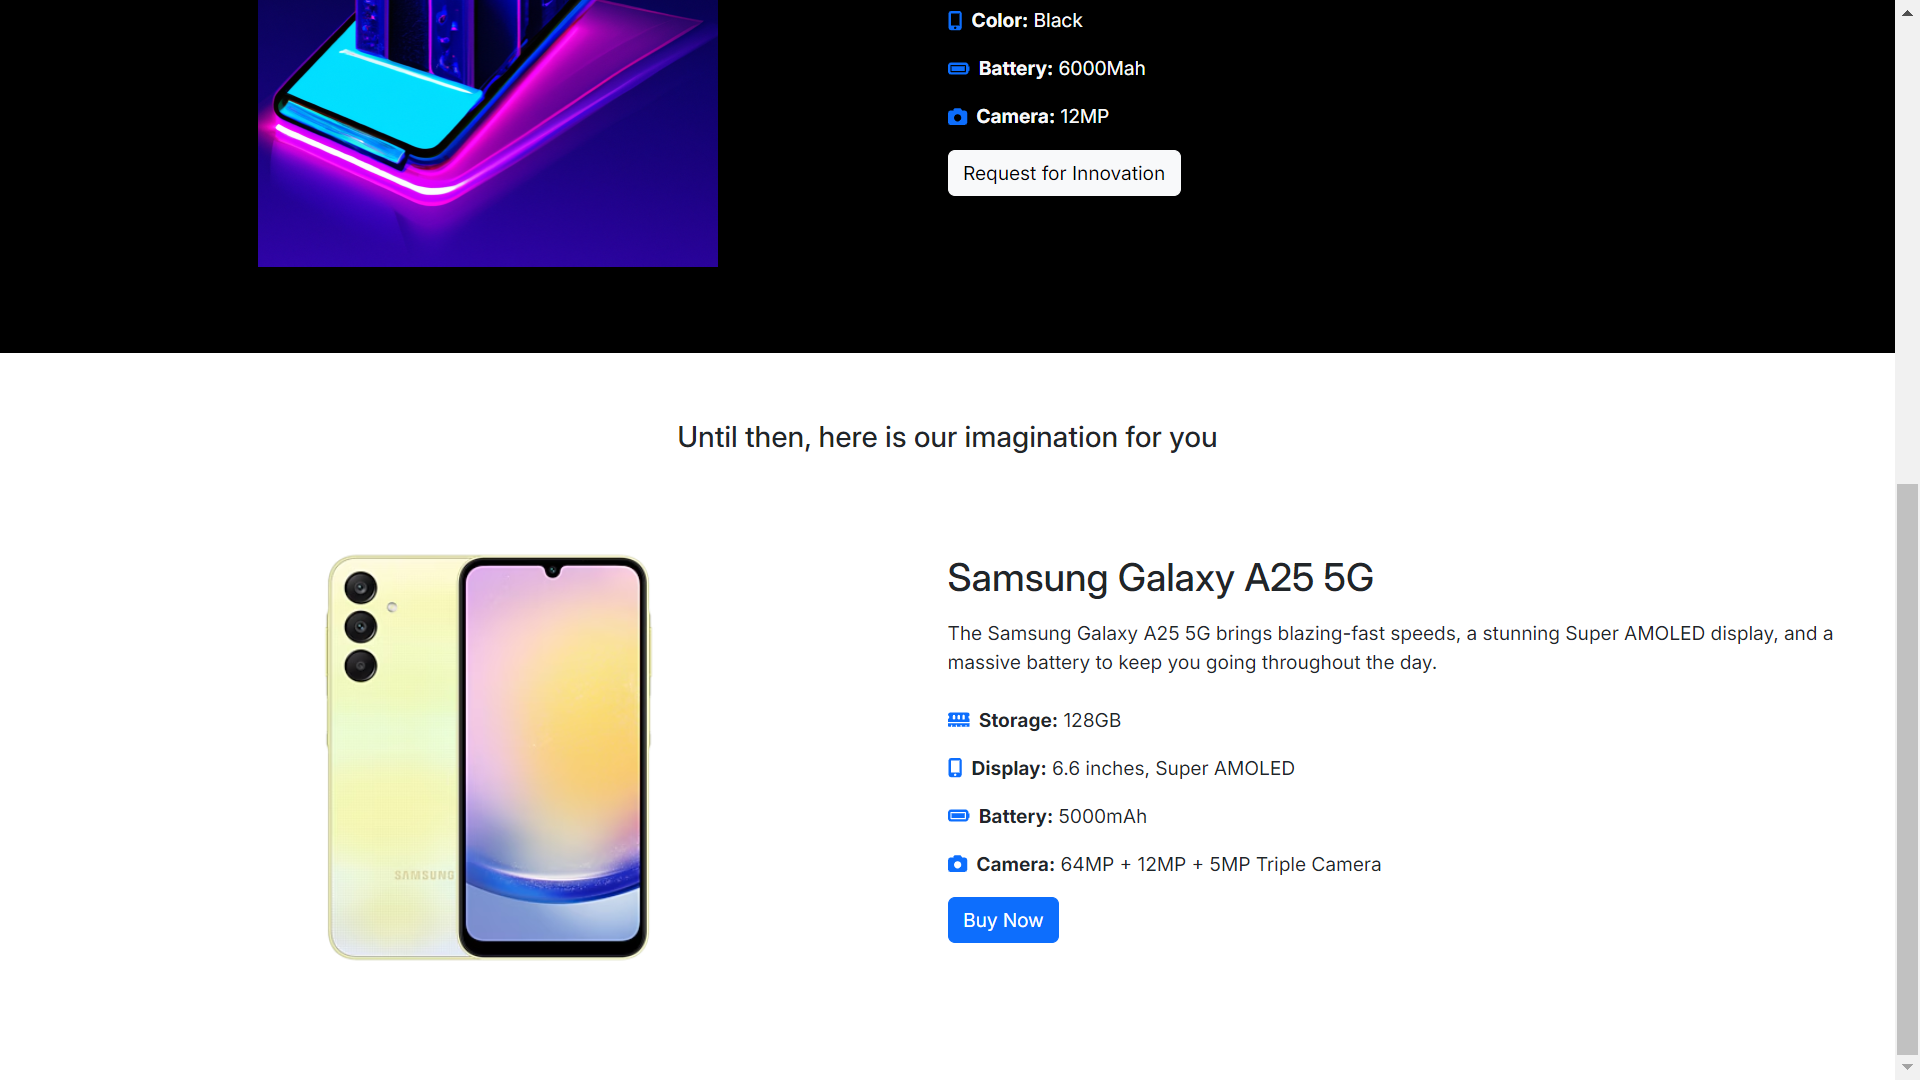 Color: Black
Battery: 6000Mah
Camera: 12MP
Request for Innovation
Until then, here is our imagination for you
SAMSUNG
Samsung Galaxy A25 5G
The Samsung Galaxy A25 5G brings blazing-fast speeds, a stunning Super AMOLED display, and a
massive battery to keep you going throughout the day.
Storage: 128GB
Display: 6.6 inches, Super AMOLED
Battery: 5000mAh
Camera: 64MP + 12MP + 5MP Triple Camera
Buy Now